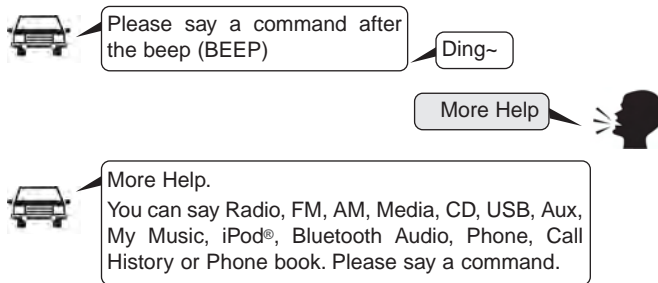 Please say a command after
the beep (BEEP)
Ding~
More Help
More Help.
You can say Radio, FM, AM, Media, CD, USB, Aux,
My Music, iPod®, Bluetooth Audio, Phone, Call
History or Phone book. Please say a command.